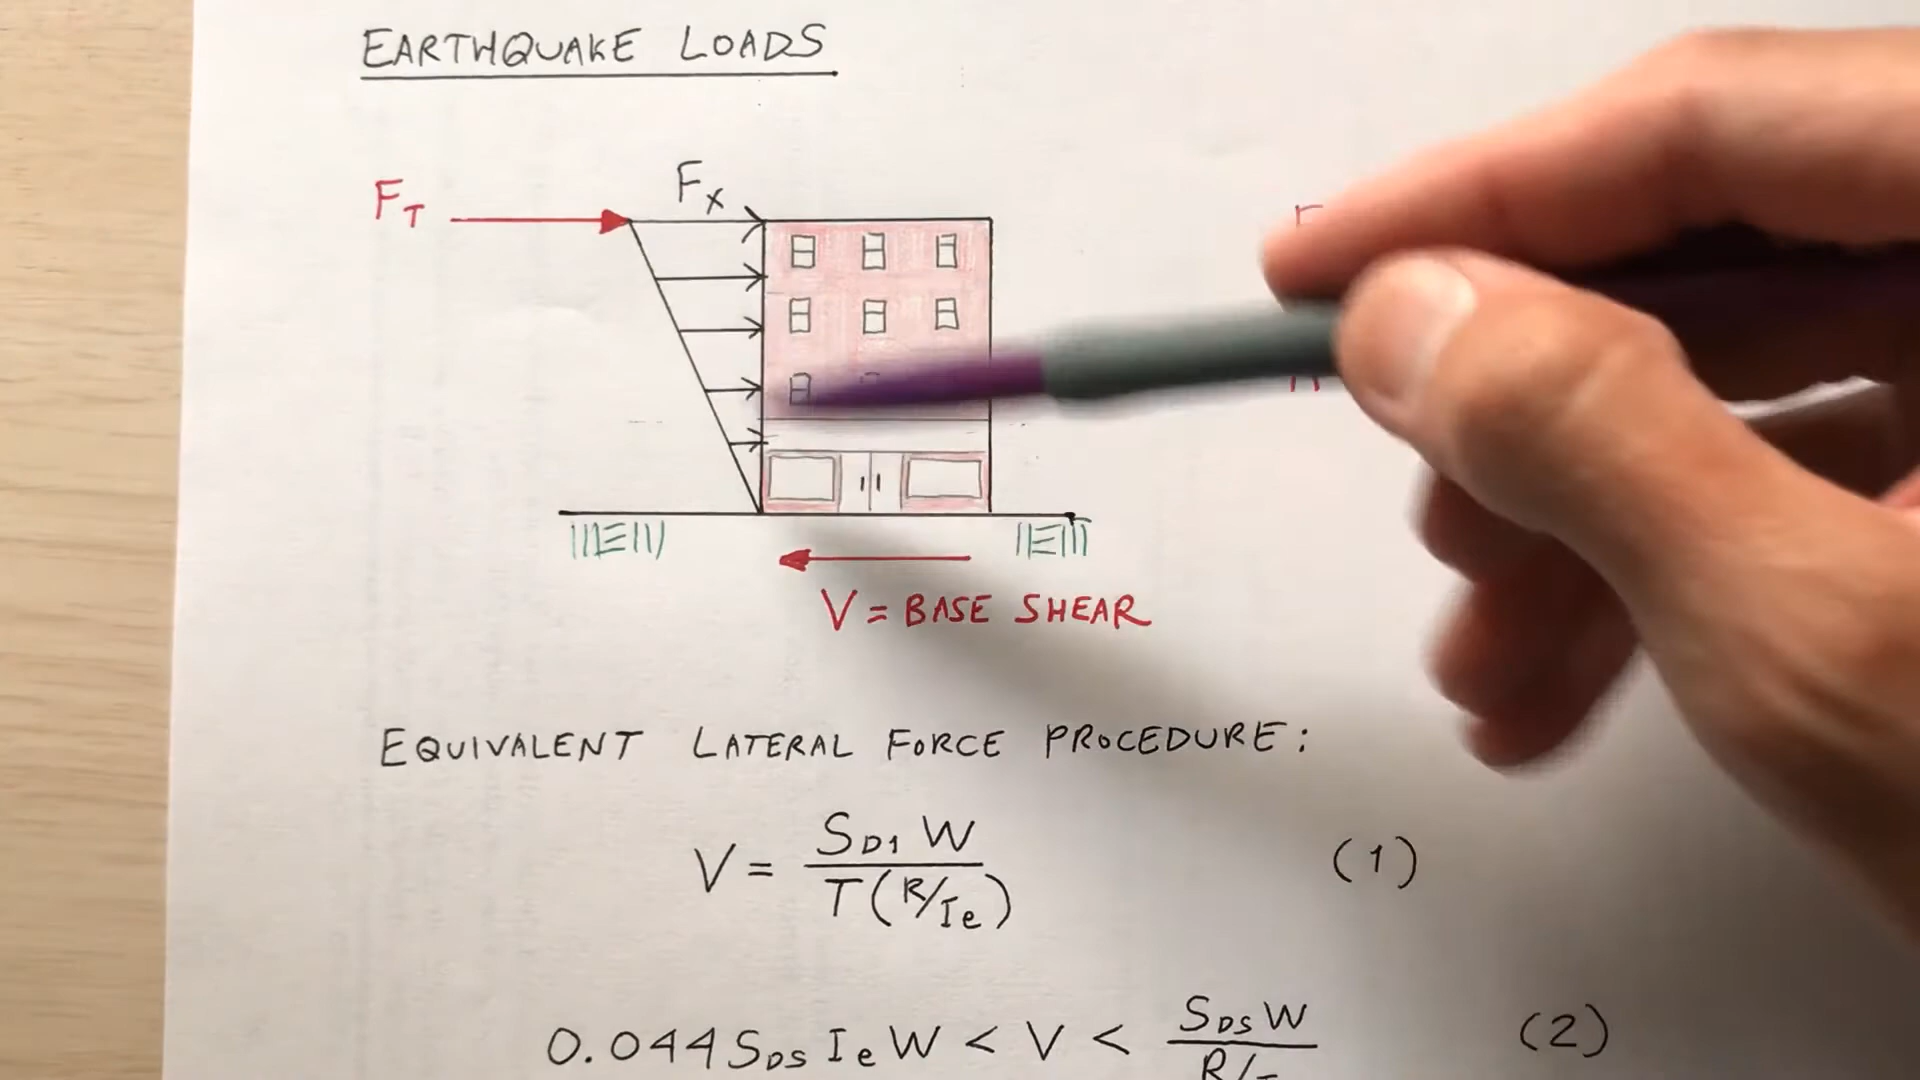 EARTHQUAKE LOADS
F_T
F_X
V = BASE SHEAR
EQUIVALENT LATERAL FORCE PROCEDURE:
V = S_D1 W / T(R/I_e) (1)
0.044 S_DS I_e W < V < S_DS W / R/ (2)